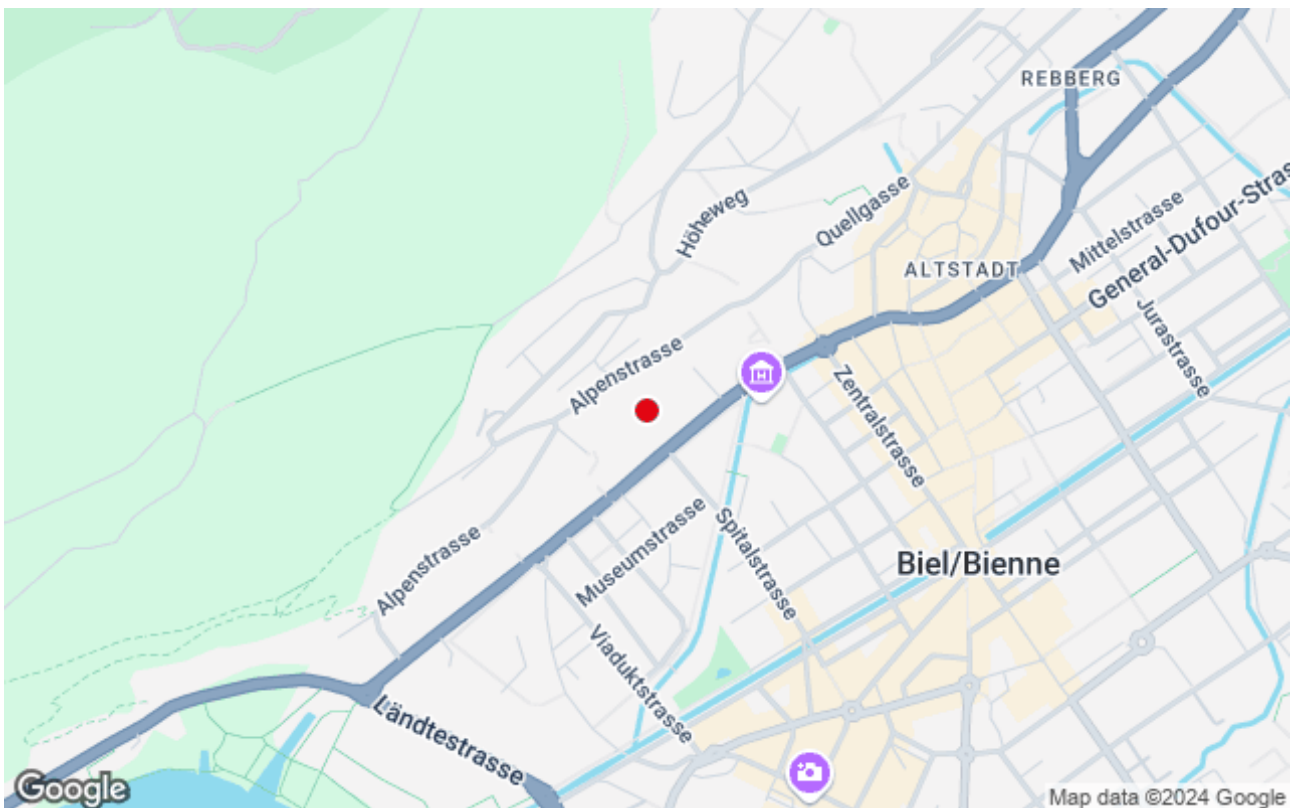 REBBERG
Höheweg
Quellgasse
Mittelstrasse
General-Dufour-Stras
ALTSTADT
Jurastrasse
Alpenstrasse
Zentralstrasse
Museumstrasse
Spitalstrasse
Biel/Bienne
Alpenstrasse
Viaduktstrasse
Ländtestrasse
H
Google
Map data ©2024 Google